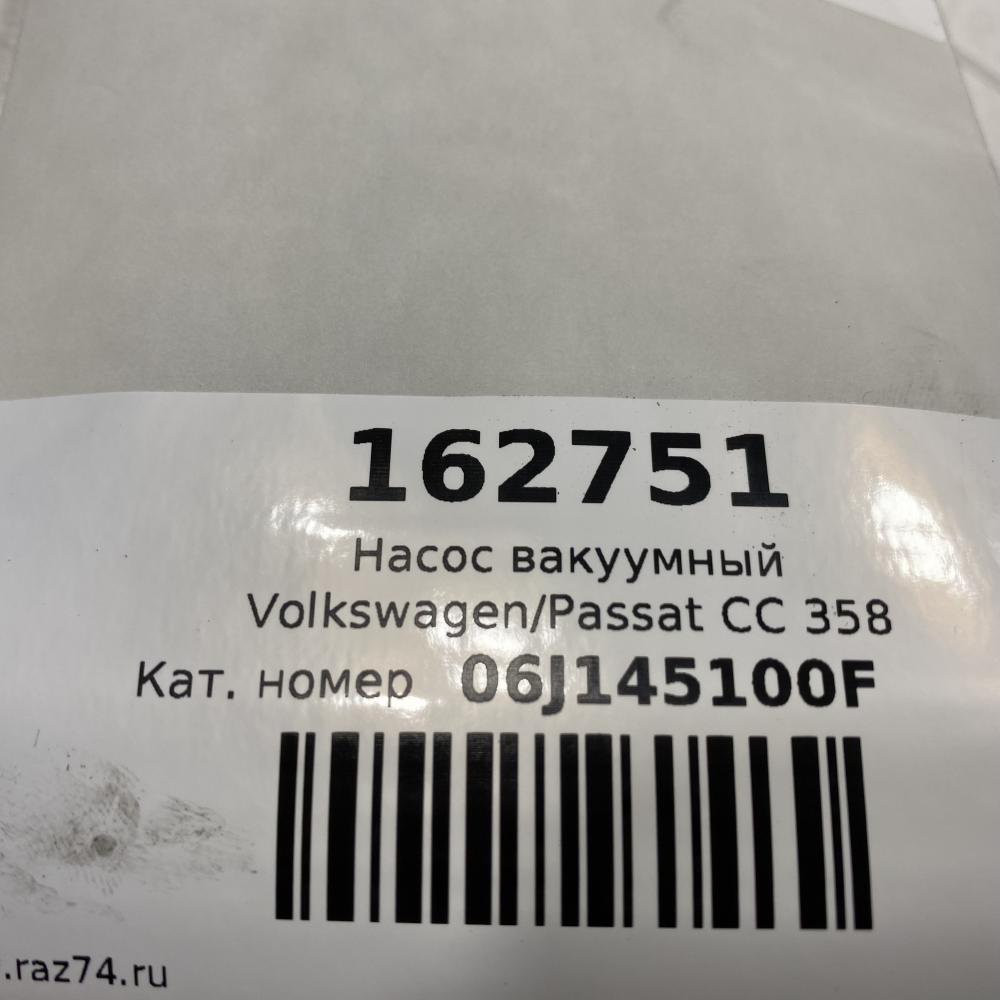 162751
Насос вакуумный
Volkswagen/Passat CC 358
Кат. номер 06J145100F
.raz74.ru